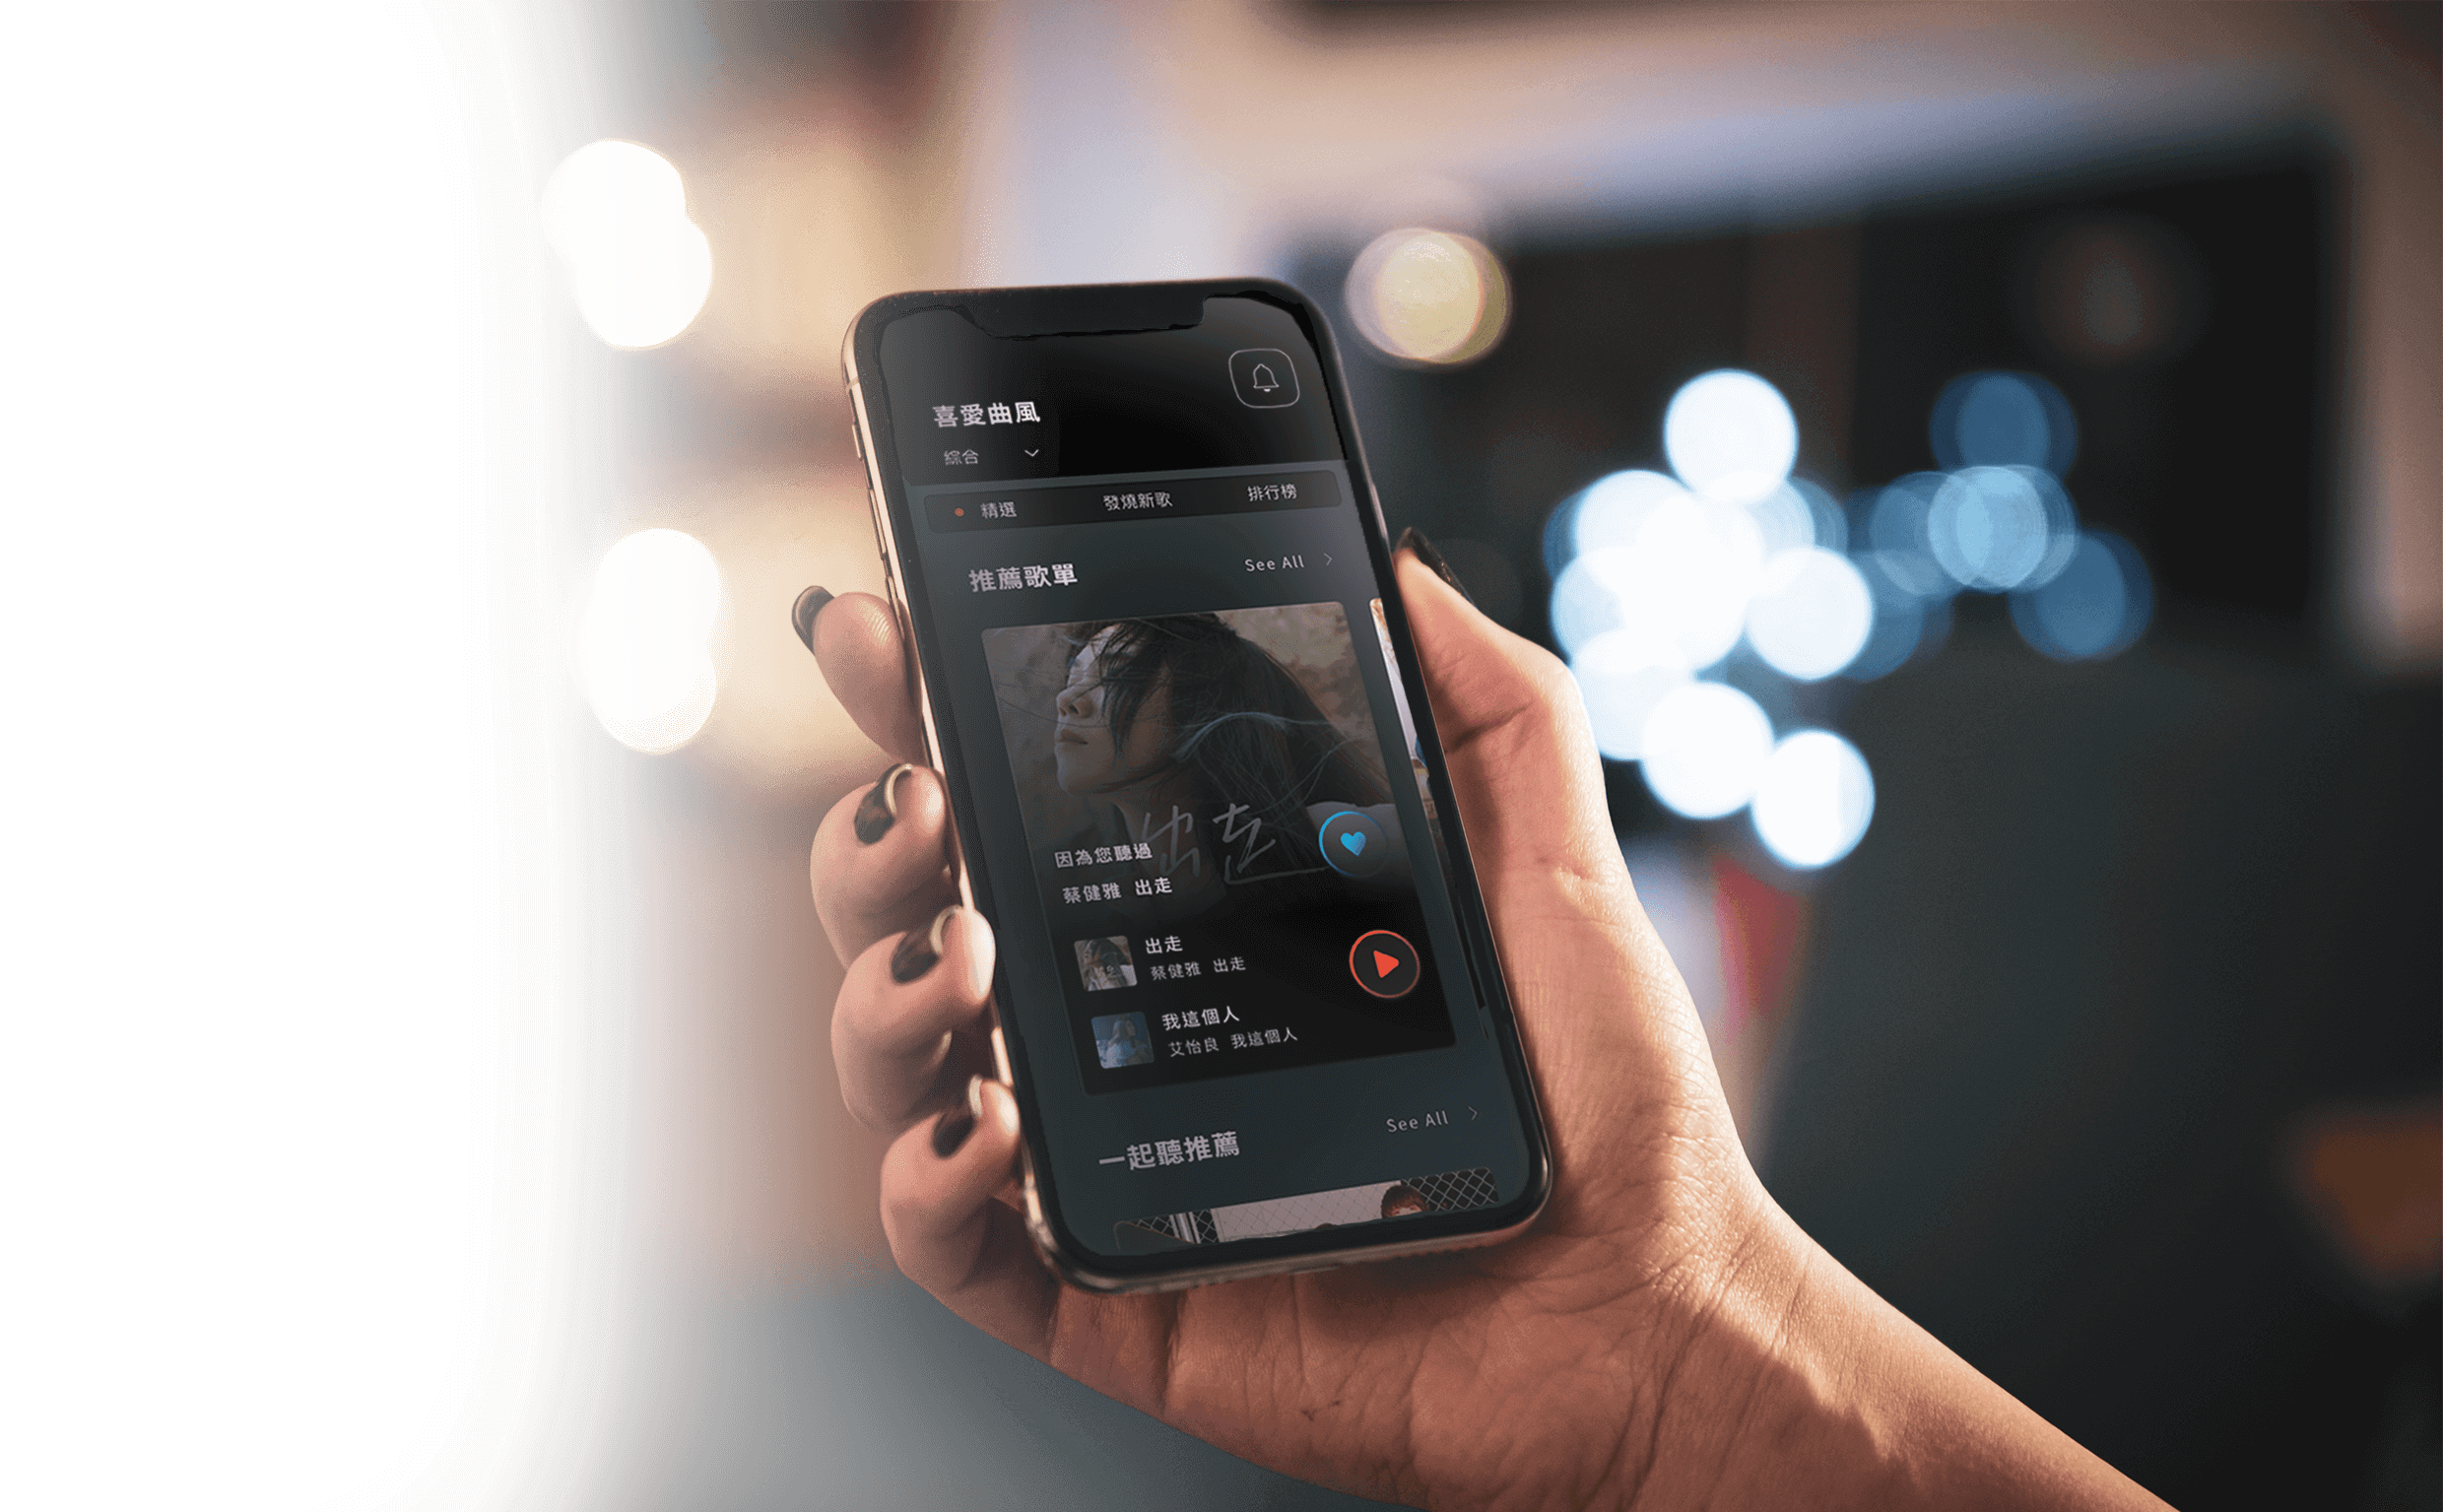 喜愛曲風
綜合
精選 發燒新歌 排行榜
推薦歌單 See All
出走
因為您聽過
蔡健雅 出走
出走
蔡健雅 出走
我這個人
艾怡良 我這個人
一起聽推薦 See All